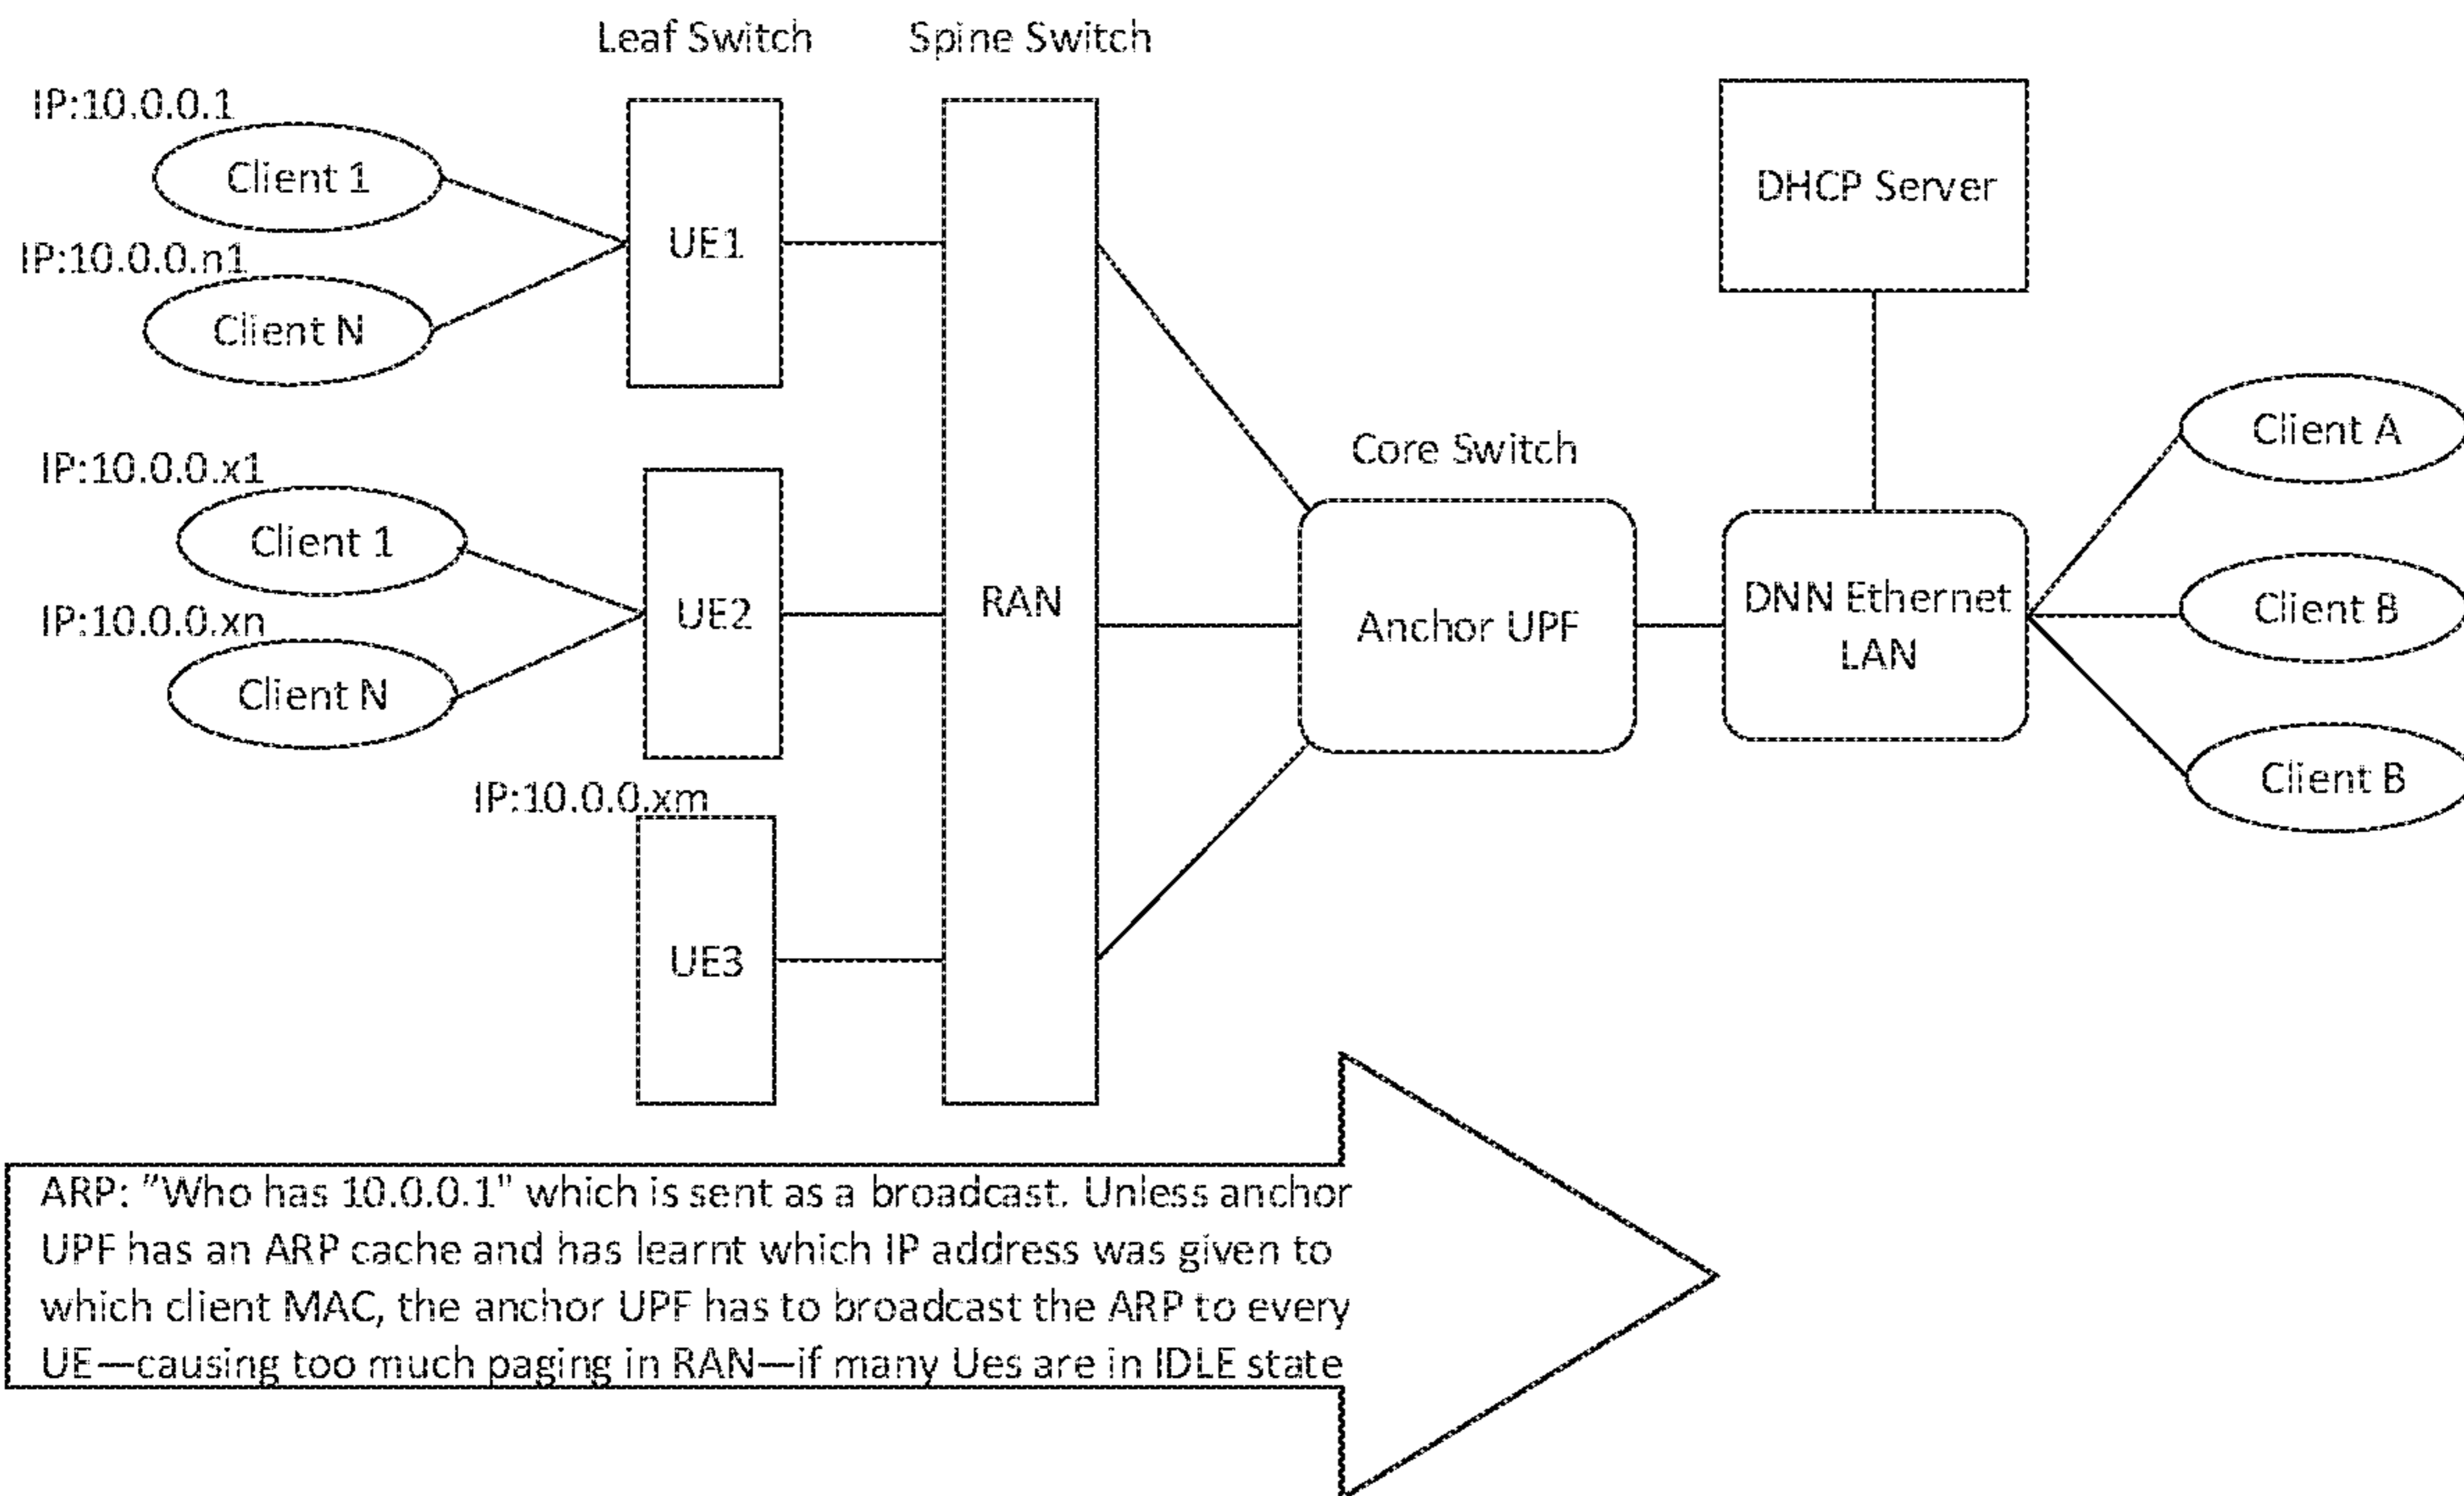 Leaf Switch
Spine Switch
IP:10.0.0.1
Client 1
UE1
DHCP Server
IP:10.0.0.n1
Client N
Client A
Core Switch
IP:10.0.0.x1
Client 1
UE2
RAN
Anchor UPF
DNN Ethernet
LAN
Client B
IP:10.0.0.xn
Client N
Client B
IP:10.0.0.xm
UE3
ARP: "Who has 10.0.0.1" which is sent as a broadcast. Unless anchor
UPF has an ARP cache and has learnt which IP address was given to
which client MAC, the anchor UPF has to broadcast the ARP to every
UE—causing too much paging in RAN—if many Ues are in IDLE state